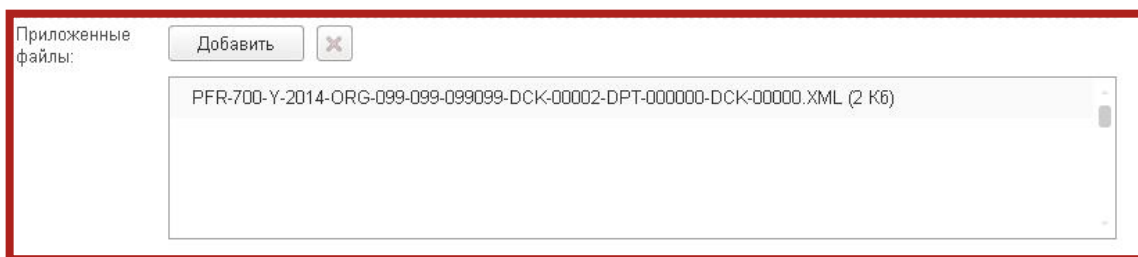 Приложенные
файлы:
Добавить
PFR-700-Y-2014-ORG-099-099-099099-DCK-00002-DPT-000000-DCK-00000.XML (2 Кб)